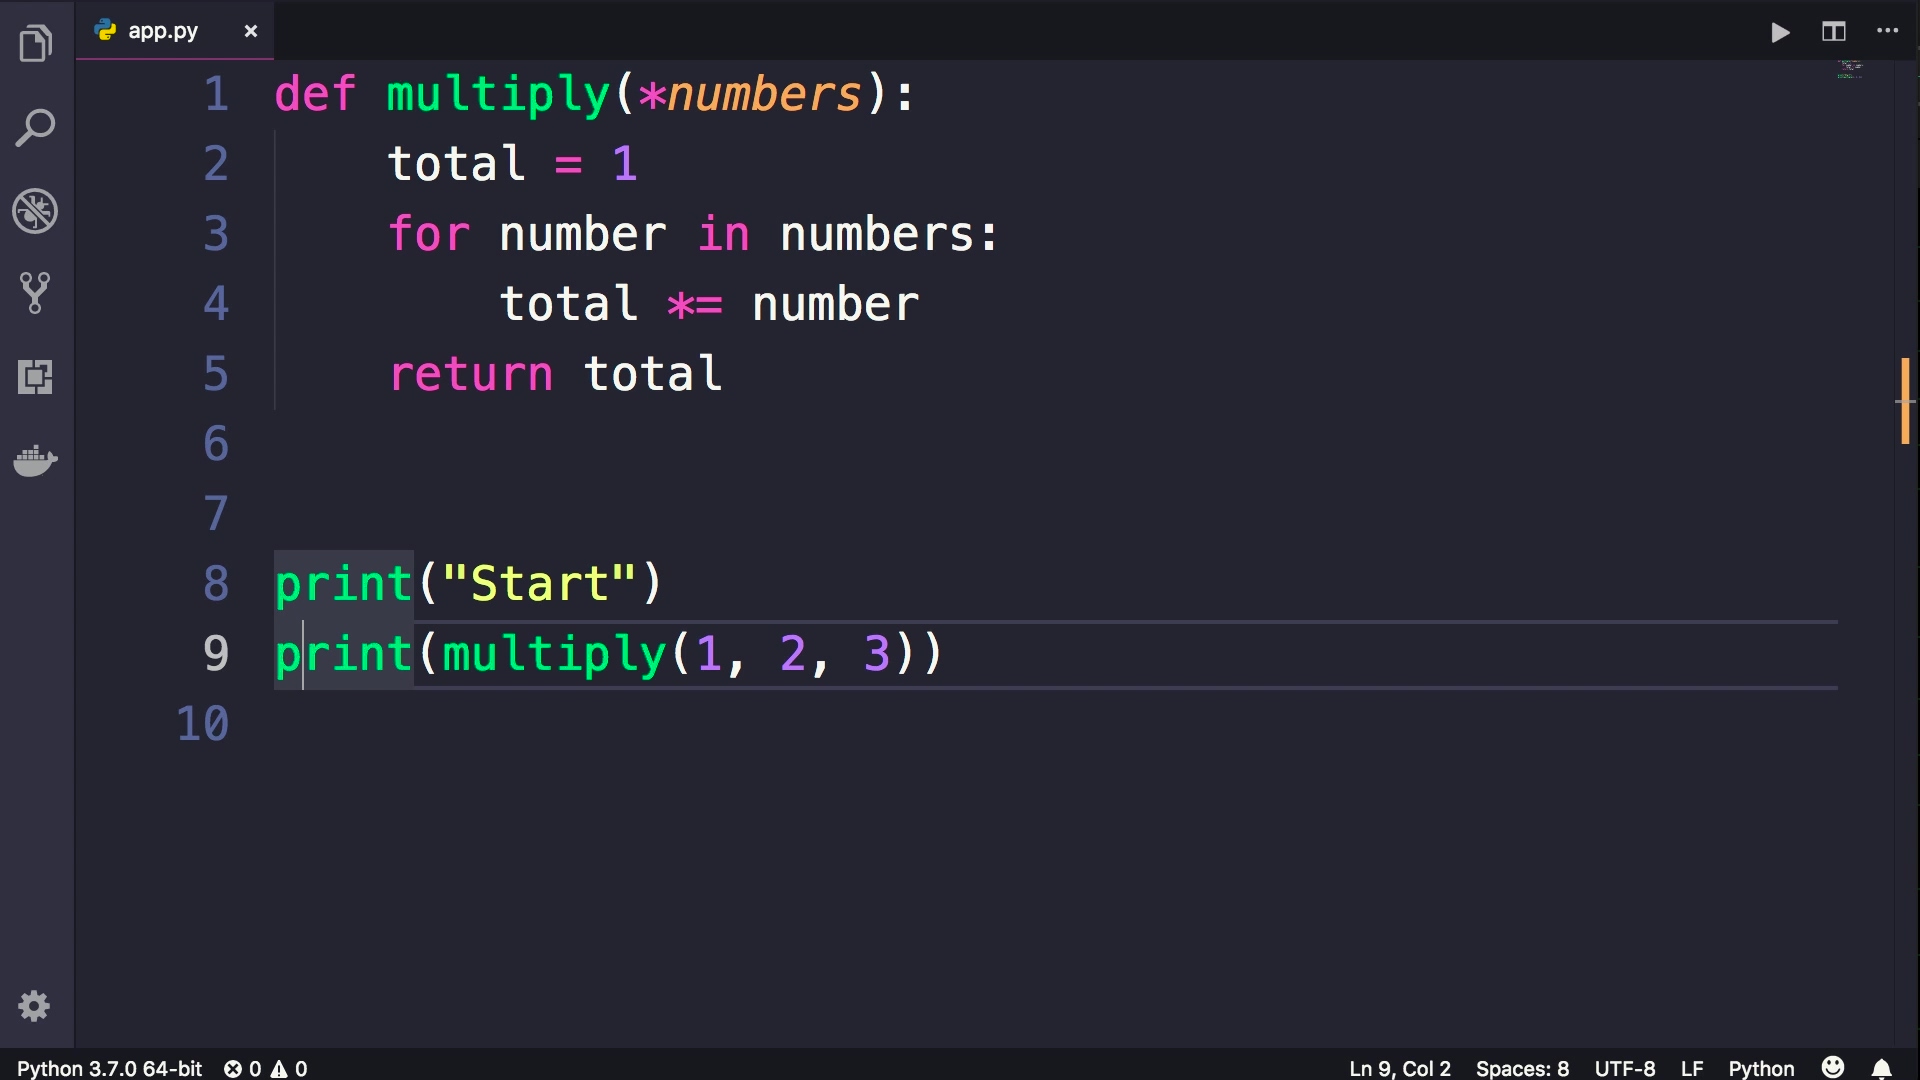 app.py
1 def multiply(*numbers):
2     total = 1
3     for number in numbers:
4         total *= number
5     return total
6
7
8 print("Start")
9 print(multiply(1, 2, 3))
10
Python 3.7.0 64-bit 0 0 Ln 9, Col 2 Spaces: 8 UTF-8 LF Python